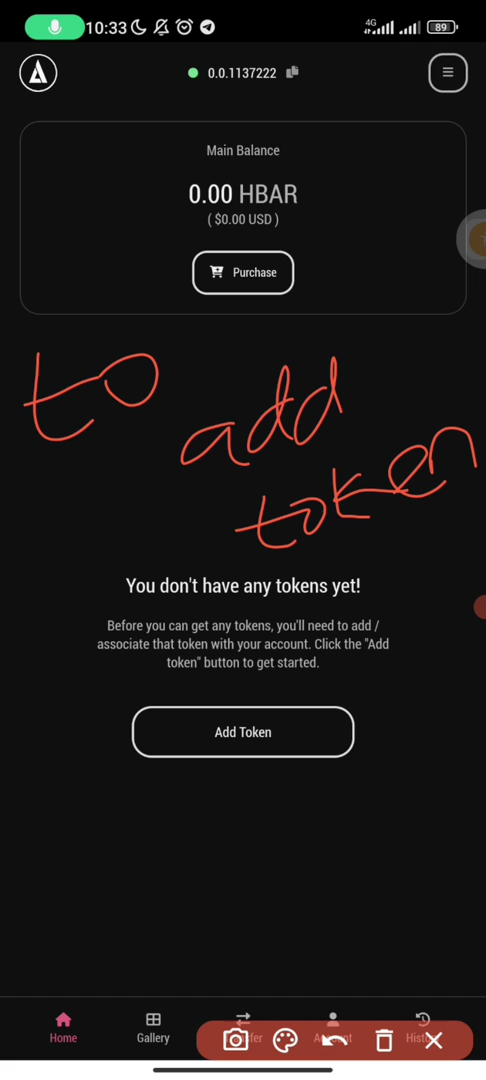 10:33
4G
89
0.0.1137222
Main Balance
0.00 HBAR
( $0.00 USD )
Purchase
to add
token
You don't have any tokens yet!
Before you can get any tokens, you'll need to add /
associate that token with your account. Click the "Add
token" button to get started.
Add Token
Home
Gallery